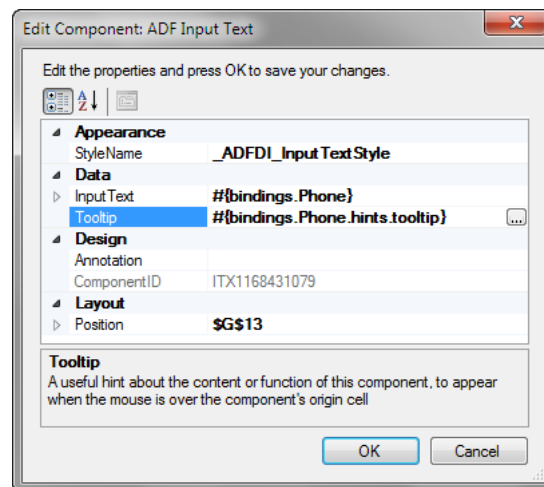 Edit Component: ADF Input Text
Edit the properties and press OK to save your changes.
Appearance
StyleName _ADFDI_InputTextStyle
Data
InputText #{bindings.Phone}
Tooltip #{bindings.Phone.hints.tooltip} ...
Design
Annotation
ComponentID ITX1168431079
Layout
Position $G$13
Tooltip
A useful hint about the content or function of this component, to appear
when the mouse is over the component's origin cell
OK Cancel